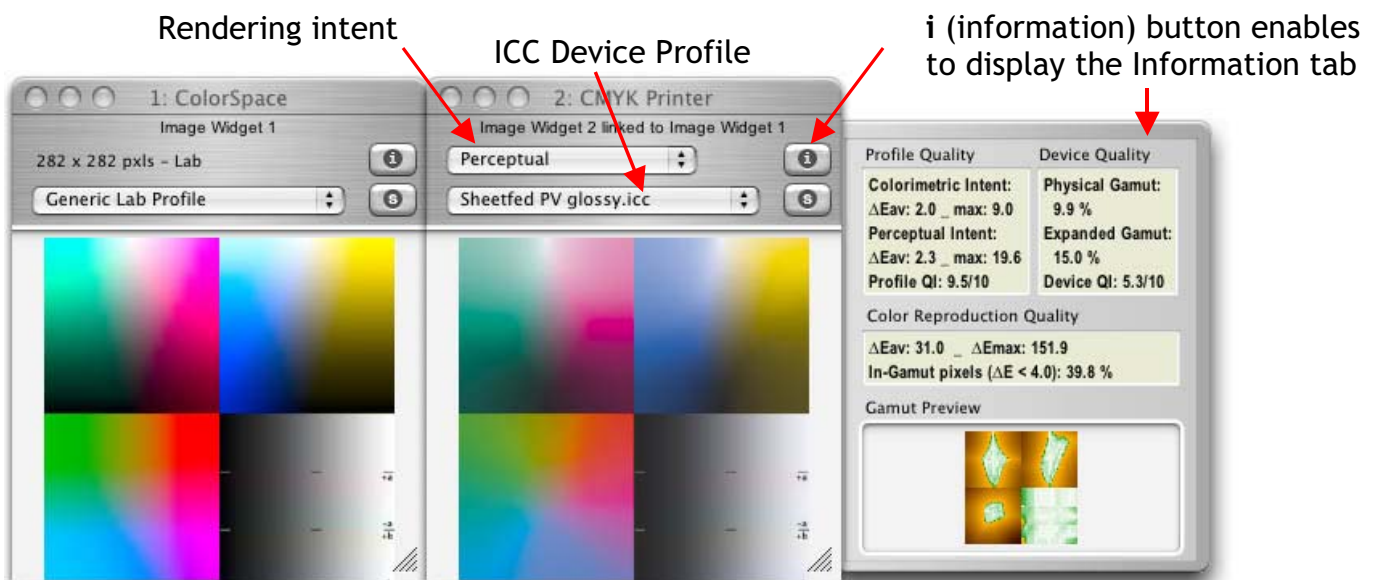 Rendering intent
ICC Device Profile
i (information) button enables
to display the Information tab
1: ColorSpace
Image Widget 1
282 x 282 pxls – Lab
i
Generic Lab Profile
s
2: CMYK Printer
Image Widget 2 linked to Image Widget 1
Perceptual
i
Sheetfed PV glossy.icc
s
Profile Quality
Colorimetric Intent:
ΔEav: 2.0 _ max: 9.0
Perceptual Intent:
ΔEav: 2.3 _ max: 19.6
Profile QI: 9.5/10
Device Quality
Physical Gamut:
9.9 %
Expanded Gamut:
15.0 %
Device QI: 5.3/10
Color Reproduction Quality
ΔEav: 31.0 _ ΔEmax: 151.9
In-Gamut pixels (ΔE < 4.0): 39.8 %
Gamut Preview